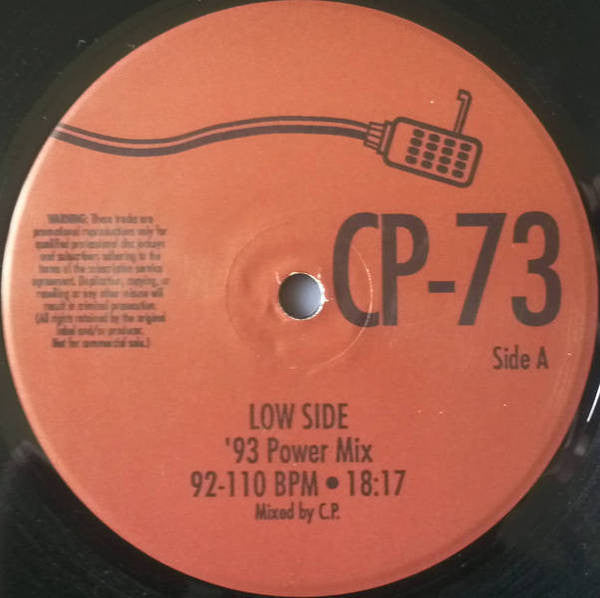 WARNING: These tracks are
promotional reproductions only for
qualified professional disc jockeys
and subscribers adhering to the
terms of the subscription service
agreement. Duplication, copying, or
reselling or any other misuse will
result in criminal prosecution.
(All rights retained by the original
label and/or producer.
Not for commercial sale.)
CP-73
Side A
LOW SIDE
'93 Power Mix
92-110 BPM • 18:17
Mixed by C.P.